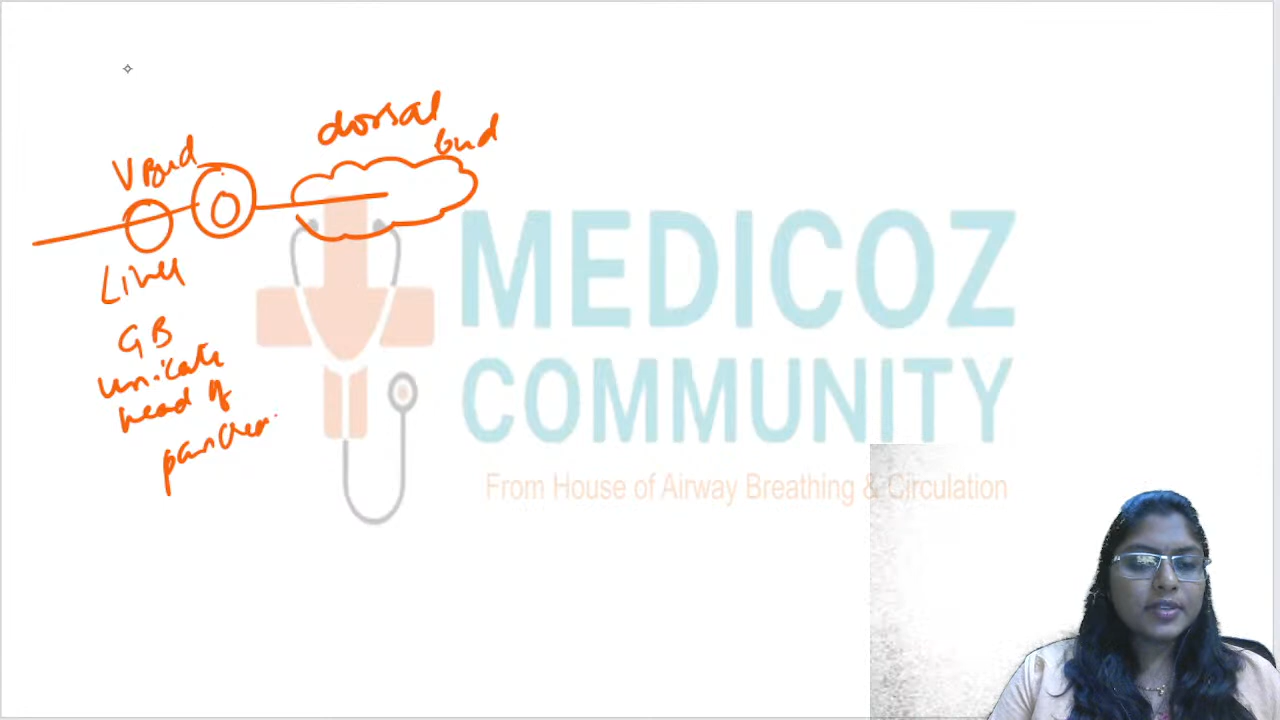 dorsal
bud
V Bud
Liver
GB
uncinate
head of
pancreas
MEDICOZ
COMMUNITY
From House of Airway Breathing & Circulation